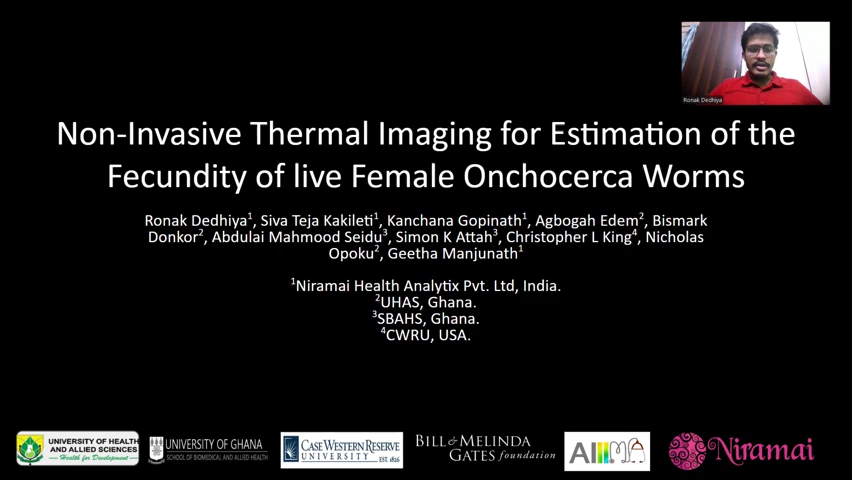 Ronak Dedhiya
Non-Invasive Thermal Imaging for Estimation of the
Fecundity of live Female Onchocerca Worms
Ronak Dedhiya1, Siva Teja Kakileti1, Kanchana Gopinath1, Agbogah Edem2, Bismark
Donkor2, Abdulai Mahmood Seidu3, Simon K Attah3, Christopher L King4, Nicholas
Opoku2, Geetha Manjunath1
1Niramai Health Analytix Pvt. Ltd, India.
2UHAS, Ghana.
3SBAHS, Ghana.
4CWRU, USA.
UNIVERSITY OF HEALTH
AND ALLIED SCIENCES
Health for Development
UNIVERSITY OF GHANA
SCHOOL OF BIOMEDICAL AND ALLIED HEALTH
CASE WESTERN RESERVE
UNIVERSITY EST. 1826
BILL & MELINDA
GATES foundation
Niramai